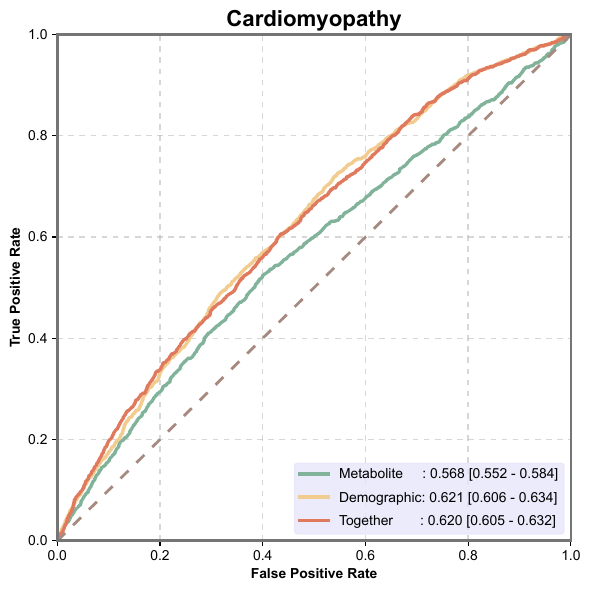 Cardiomyopathy
True Positive Rate
1.0
0.8
0.6
0.4
0.2
0.0
Metabolite : 0.568 [0.552 - 0.584]
Demographic: 0.621 [0.606 - 0.634]
Together : 0.620 [0.605 - 0.632]
0.0 0.2 0.4 0.6 0.8 1.0
False Positive Rate